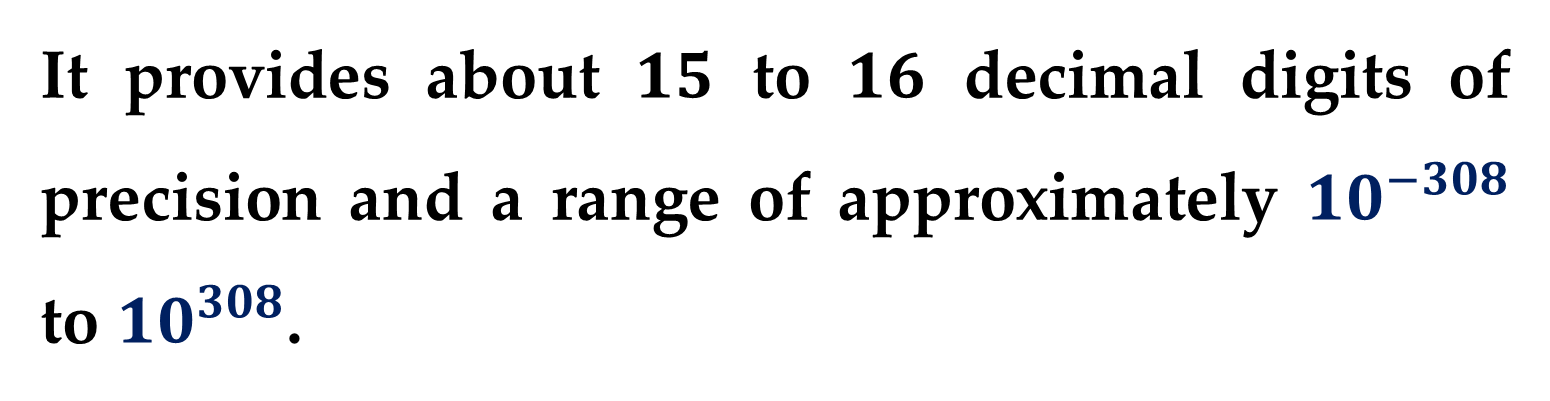 It provides about 15 to 16 decimal digits of
precision and a range of approximately 10⁻³⁰⁸
to 10³⁰⁸.